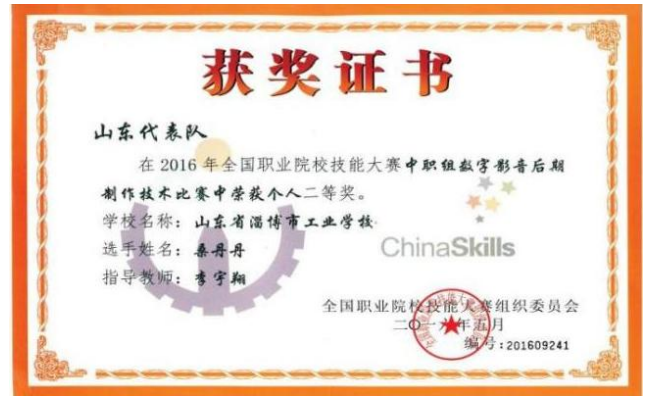 获奖证书
山东代表队
在 2016 年全国职业院校技能大赛中职组数字影音后期
制作技术比赛中荣获个人二等奖。
学校名称：山东省淄博市工业学校
选手姓名：桑丹丹
ChinaSkills
指导教师：李宇翔
全国职业院校技能大赛组织委员会
二〇一六年五月
编号:201609241